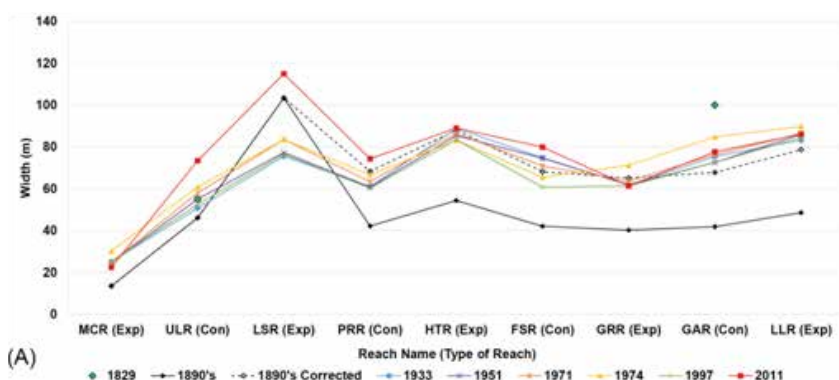 140
120
100
80
60
40
20
0
Width (m)
MCR (Exp) ULR (Con) LSR (Exp) PRR (Con) HTR (Exp) FSR (Con) GRR (Exp) GAR (Con) LLR (Exp)
Reach Name (Type of Reach)
(A)
1829 1890's 1890's Corrected 1933 1951 1971 1974 1997 2011